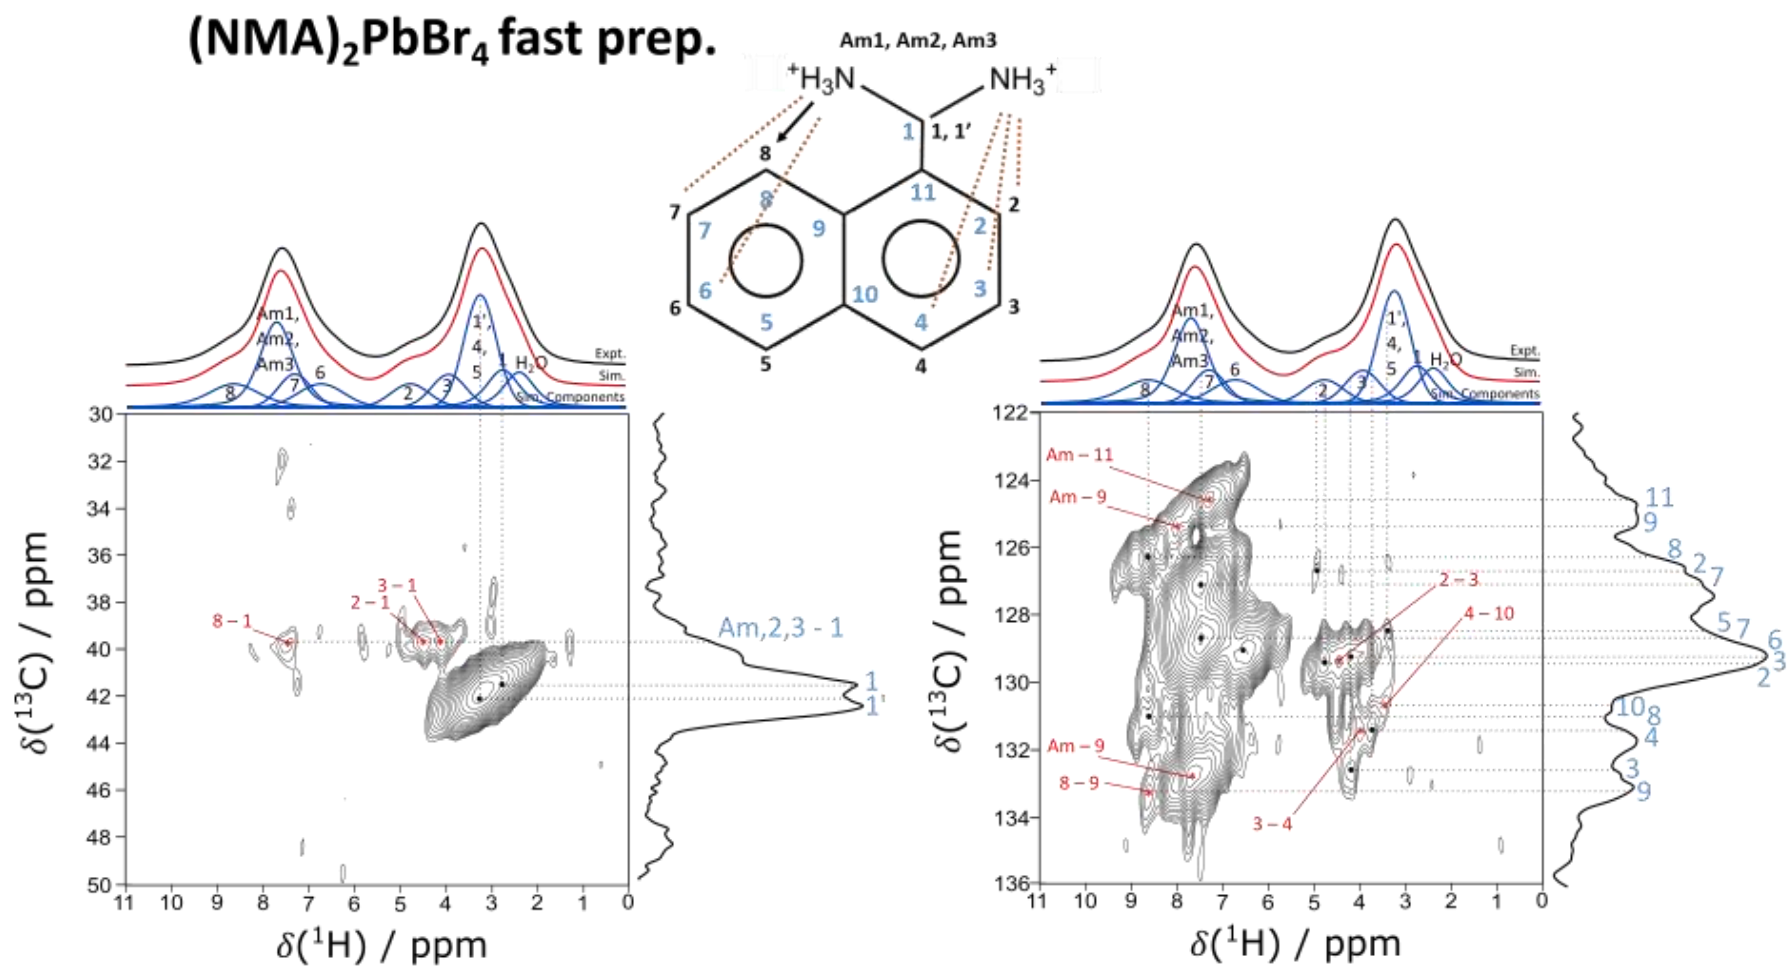 (NMA)₂PbBr₄ fast prep.
Am1, Am2, Am3
⁺H₃N
NH₃⁺
1
1, 1’
8
8
7
7
9
11
2
2
6
6
10
3
3
5
5
4
4
Am1,
Am2,
Am3
8
7
6
2
3
1',
4,
5
1
H₂O
Expt.
Sim.
Sim. Components
30
32
34
36
38
40
42
44
46
48
50
δ(¹³C) / ppm
3 – 1
2 – 1
8 – 1
Am,2,3 - 1
1
1'
11
10
9
8
7
6
5
4
3
2
1
0
δ(¹H) / ppm
Am1,
Am2,
Am3
8
7
6
2
3
1',
4,
5
1
H₂O
Expt.
Sim.
Sim. Components
122
124
126
128
130
132
134
136
δ(¹³C) / ppm
Am – 11
Am – 9
2 – 3
4 – 10
Am – 9
8 – 9
3 – 4
11
9
8
2
7
5
7
6
3
2
10
8
4
3
9
11
10
9
8
7
6
5
4
3
2
1
0
δ(¹H) / ppm